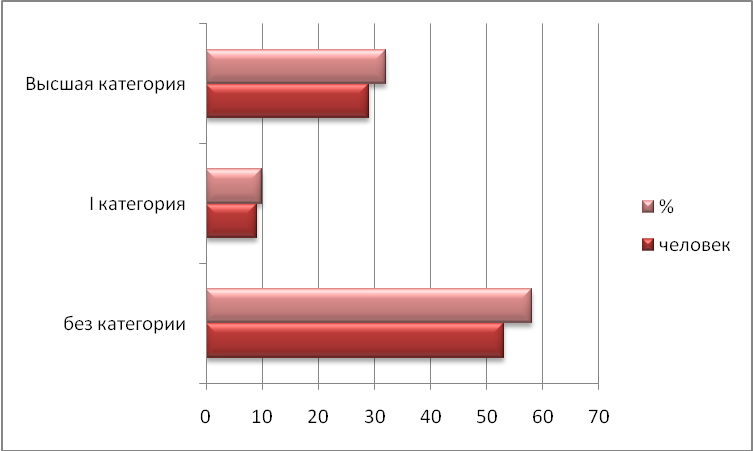 Высшая категория
I категория
без категории
0 10 20 30 40 50 60 70
%
человек